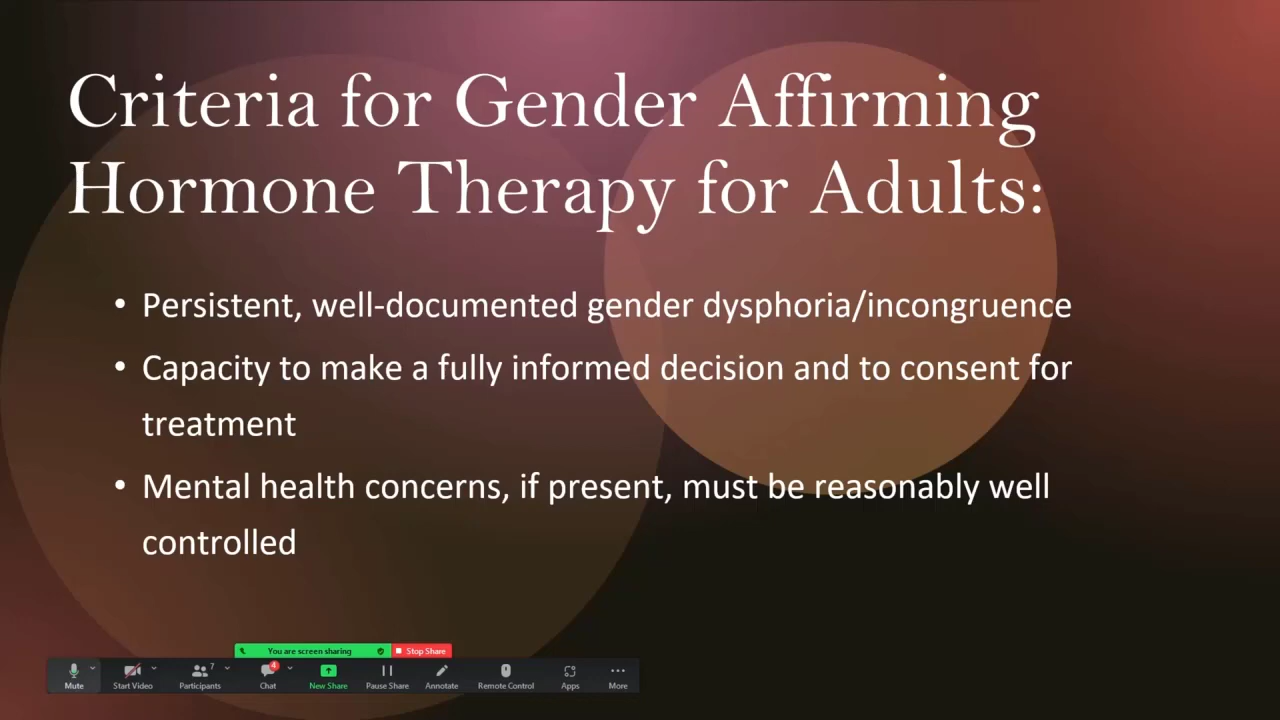 Criteria for Gender Affirming
Hormone Therapy for Adults:
• Persistent, well-documented gender dysphoria/incongruence
• Capacity to make a fully informed decision and to consent for
treatment
• Mental health concerns, if present, must be reasonably well
controlled
You are screen sharing Stop Share
7 4
Mute Start Video Participants Chat New Share Pause Share Annotate Remote Control Apps More